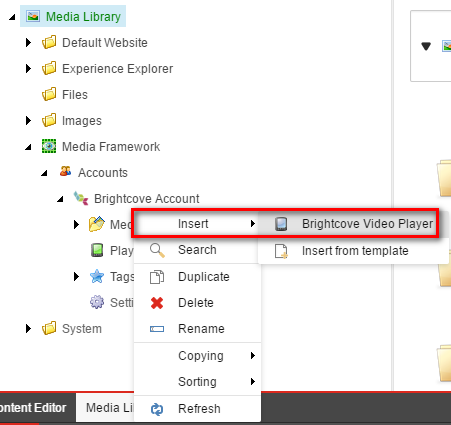 Media Library
Default Website
Experience Explorer
Files
Images
Media Framework
Accounts
Brightcove Account
Med Insert Brightcove Video Player
Play Search Insert from template
Tags Duplicate
Setti Delete
System Rename
Copying
Sorting
Refresh
ontent Editor Media Li